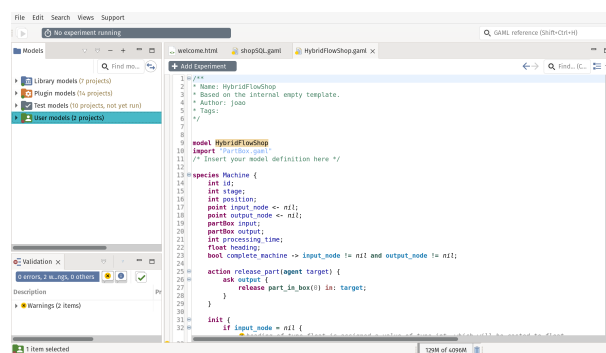 File Edit Search Views Support
No experiment running
GAML reference (Shift+Ctrl+H)
Models
Find mo...
Library models (7 projects)
Plugin models (14 projects)
Test models (10 projects, not yet run)
User models (2 projects)
Validation
0 errors, 2 w...ngs, 0 others
Description
Warnings (2 items)
1 item selected
welcome.html shopSQL.gaml HybridFlowShop.gaml
Add Experiment
Find... (C...
1 /**
2 * Name: HybridFlowShop
3 * Based on the internal empty template.
4 * Author: joao
5 * Tags:
6 */
7
8
9 model HybridFlowShop
10 import "PartBox.gaml"
11 /* Insert your model definition here */
12
13 species Machine {
14 int id;
15 int stage;
16 int position;
17 point input_node <- nil;
18 point output_node <- nil;
19 partBox input;
20 partBox output;
21 int processing_time;
22 float heading;
23 bool complete_machine -> input_node != nil and output_node != nil;
24
25 action release_part(agent target) {
26 ask output {
27 release part_in_box(0) in: target;
28 }
29 }
30
31 init {
32 if input_node = nil {
129M of 4096M